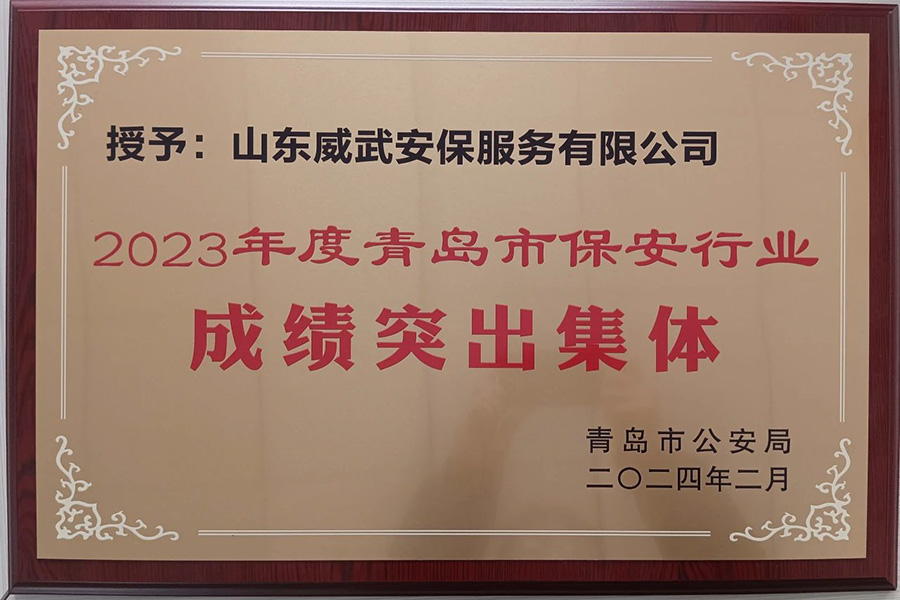 授予：山东威武安保服务有限公司
2023年度青岛市保安行业
成绩突出集体
青岛市公安局
二〇二四年二月